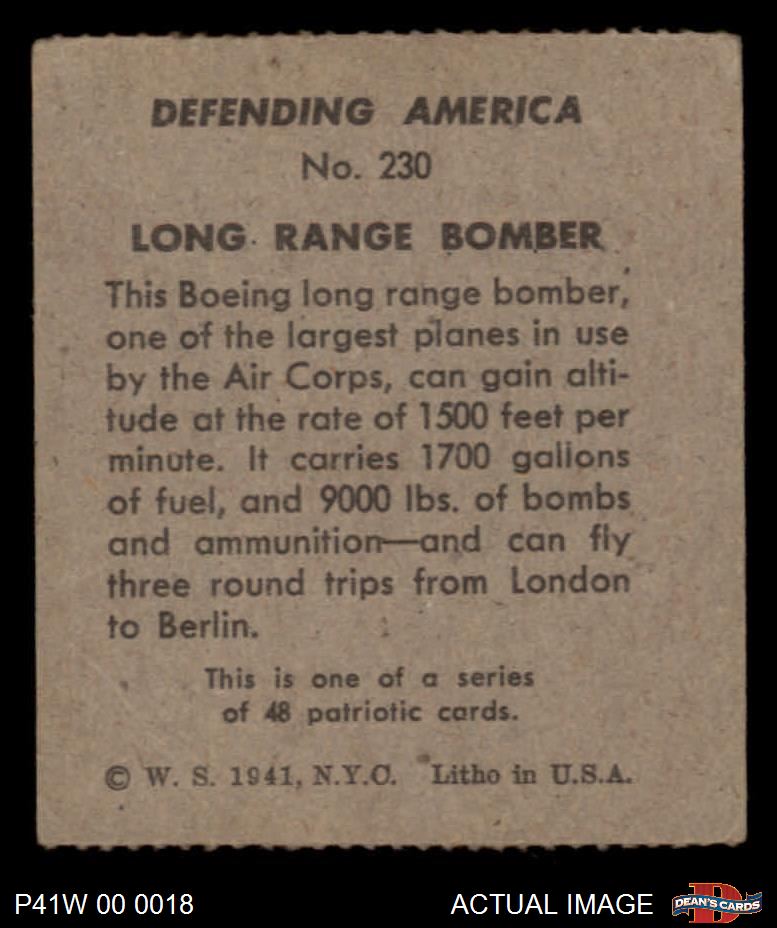 DEFENDING AMERICA
No. 230
LONG RANGE BOMBER
This Boeing long range bomber,
one of the largest planes in use
by the Air Corps, can gain alti-
tude at the rate of 1500 feet per
minute. It carries 1700 gallons
of fuel, and 9000 lbs. of bombs
and ammunition—and can fly
three round trips from London
to Berlin.
This is one of a series
of 48 patriotic cards.
© W. S. 1941, N.Y.C. Litho in U.S.A.
P41W 00 0018 ACTUAL IMAGE D DEAN'S CARDS